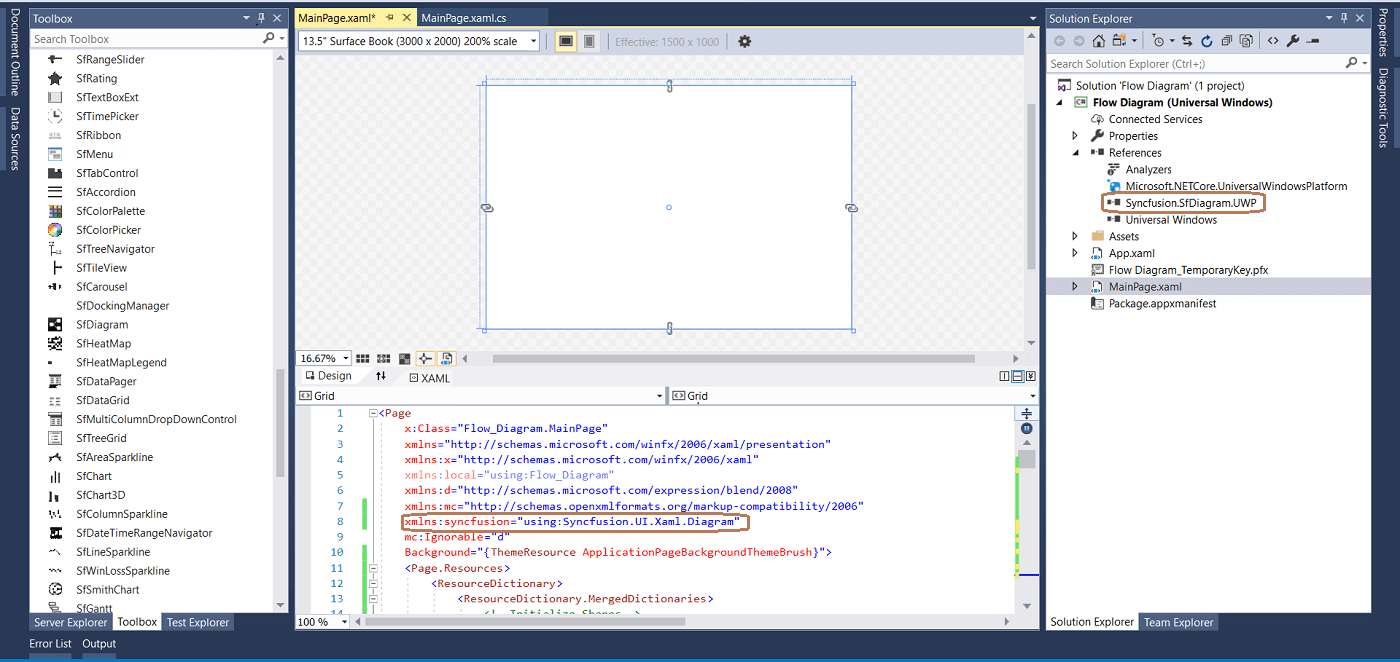 Document Outline
Data Sources
Toolbox
Search Toolbox
SfRangeSlider
SfRating
SfTextBoxExt
SfTimePicker
SfRibbon
SfMenu
SfTabControl
SfAccordion
SfColorPalette
SfColorPicker
SfTreeNavigator
SfTileView
SfCarousel
SfDockingManager
SfDiagram
SfHeatMap
SfHeatMapLegend
SfDataPager
SfDataGrid
SfMultiColumnDropDownControl
SfTreeGrid
SfAreaSparkline
SfChart
SfChart3D
SfColumnSparkline
SfDateTimeRangeNavigator
SfLineSparkline
SfWinLossSparkline
SfSmithChart
SfGantt
Server Explorer Toolbox Test Explorer
Error List Output
MainPage.xaml* MainPage.xaml.cs
13.5" Surface Book (3000 x 2000) 200% scale Effective: 1500 x 1000
16.67%
Design XAML
Grid Grid
1 <Page
2 x:Class="Flow_Diagram.MainPage"
3 xmlns="http://schemas.microsoft.com/winfx/2006/xaml/presentation"
4 xmlns:x="http://schemas.microsoft.com/winfx/2006/xaml"
5 xmlns:local="using:Flow_Diagram"
6 xmlns:d="http://schemas.microsoft.com/expression/blend/2008"
7 xmlns:mc="http://schemas.openxmlformats.org/markup-compatibility/2006"
8 xmlns:syncfusion="using:Syncfusion.UI.Xaml.Diagram"
9 mc:Ignorable="d"
10 Background="{ThemeResource ApplicationPageBackgroundThemeBrush}">
11 <Page.Resources>
12 <ResourceDictionary>
13 <ResourceDictionary.MergedDictionaries>
14 <!-- Initialize Shapes -->
100 %
Solution Explorer
Search Solution Explorer (Ctrl+;)
Solution 'Flow Diagram' (1 project)
Flow Diagram (Universal Windows)
Connected Services
Properties
References
Analyzers
Microsoft.NETCore.UniversalWindowsPlatform
Syncfusion.SfDiagram.UWP
Universal Windows
Assets
App.xaml
Flow Diagram_TemporaryKey.pfx
MainPage.xaml
Package.appxmanifest
Solution Explorer Team Explorer
Properties
Diagnostic Tools